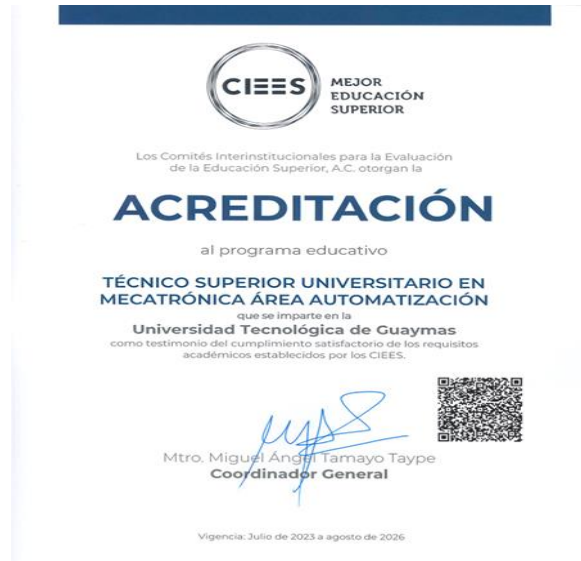 CIEES
MEJOR
EDUCACIÓN
SUPERIOR
Los Comités Interinstitucionales para la Evaluación
de la Educación Superior, A.C. otorgan la
ACREDITACIÓN
al programa educativo
TÉCNICO SUPERIOR UNIVERSITARIO EN
MECATRÓNICA ÁREA AUTOMATIZACIÓN
que se imparte en la
Universidad Tecnológica de Guaymas
como testimonio del cumplimiento satisfactorio de los requisitos
académicos establecidos por los CIEES.
Mtro. Miguel Ángel Tamayo Taype
Coordinador General
Vigencia: Julio de 2023 a agosto de 2026